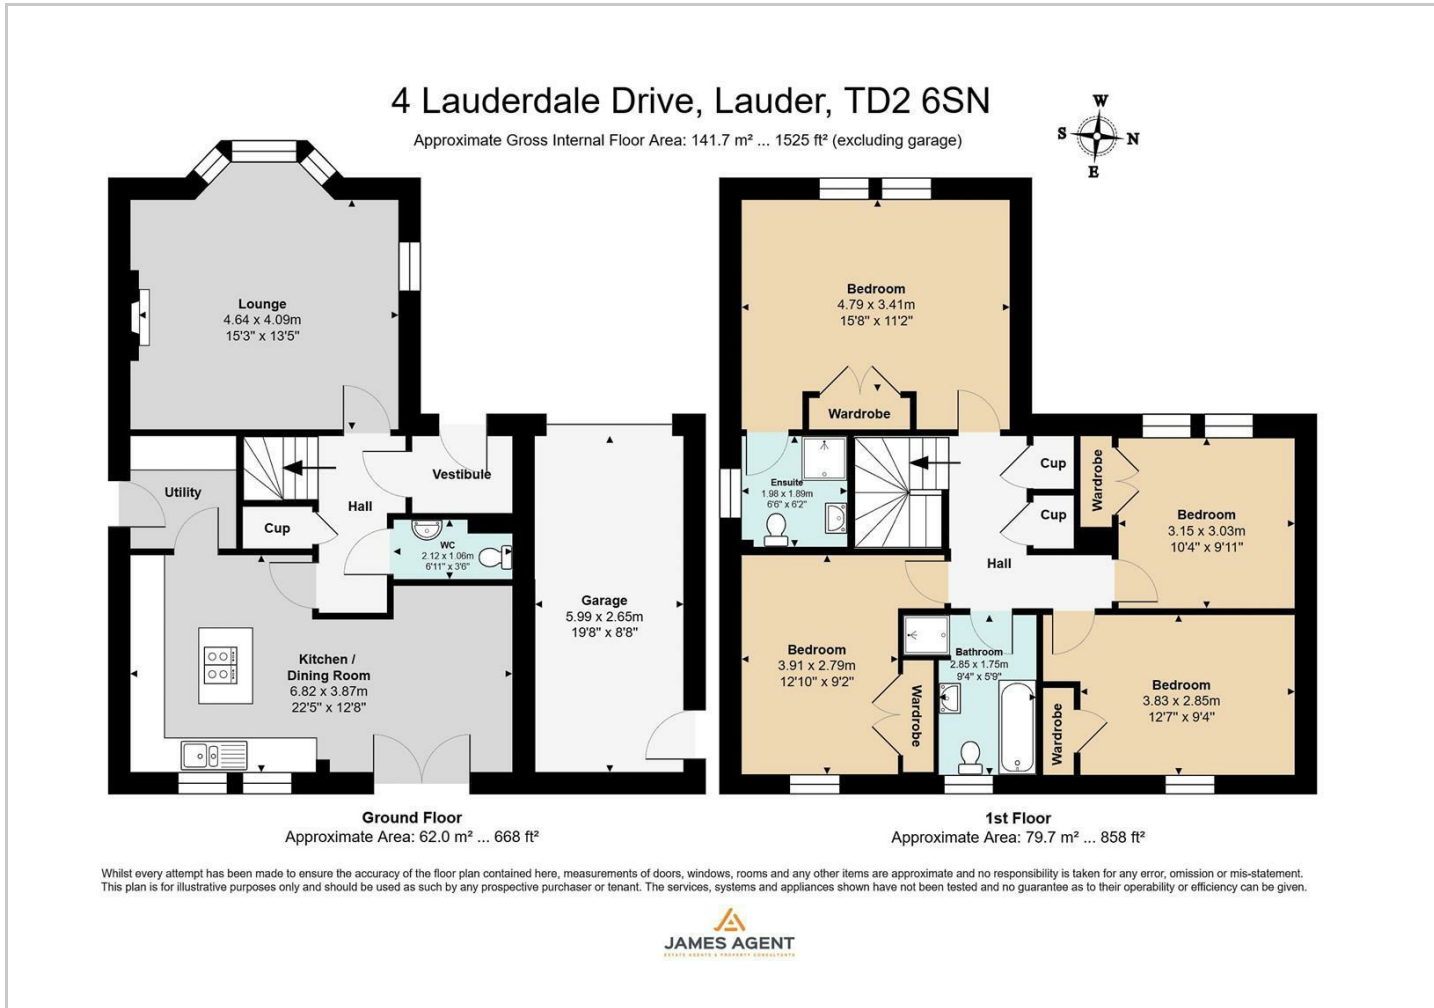 4 Lauderdale Drive, Lauder, TD2 6SN
Approximate Gross Internal Floor Area: 141.7 m² ... 1525 ft² (excluding garage)
W
S
N
E
Lounge
4.64 x 4.09m
15'3" x 13'5"
Utility
Cup
Hall
Vestibule
WC
2.12 x 1.06m
6'11" x 3'6"
Kitchen /
Dining Room
6.82 x 3.87m
22'5" x 12'8"
Garage
5.99 x 2.65m
19'8" x 8'8"
Ground Floor
Approximate Area: 62.0 m² ... 668 ft²
Bedroom
4.79 x 3.41m
15'8" x 11'2"
Wardrobe
Ensuite
1.98 x 1.89m
6'6" x 6'2"
Cup
Cup
Hall
Wardrobe
Bedroom
3.15 x 3.03m
10'4" x 9'11"
Bedroom
3.91 x 2.79m
12'10" x 9'2"
Wardrobe
Bathroom
2.85 x 1.75m
9'4" x 5'9"
Wardrobe
Bedroom
3.83 x 2.85m
12'7" x 9'4"
1st Floor
Approximate Area: 79.7 m² ... 858 ft²
Whilst every attempt has been made to ensure the accuracy of the floor plan contained here, measurements of doors, windows, rooms and any other items are approximate and no responsibility is taken for any error, omission or mis-statement.
This plan is for illustrative purposes only and should be used as such by any prospective purchaser or tenant. The services, systems and appliances shown have not been tested and no guarantee as to their operability or efficiency can be given.
JAMES AGENT
ESTATE AGENTS & PROPERTY CONSULTANTS